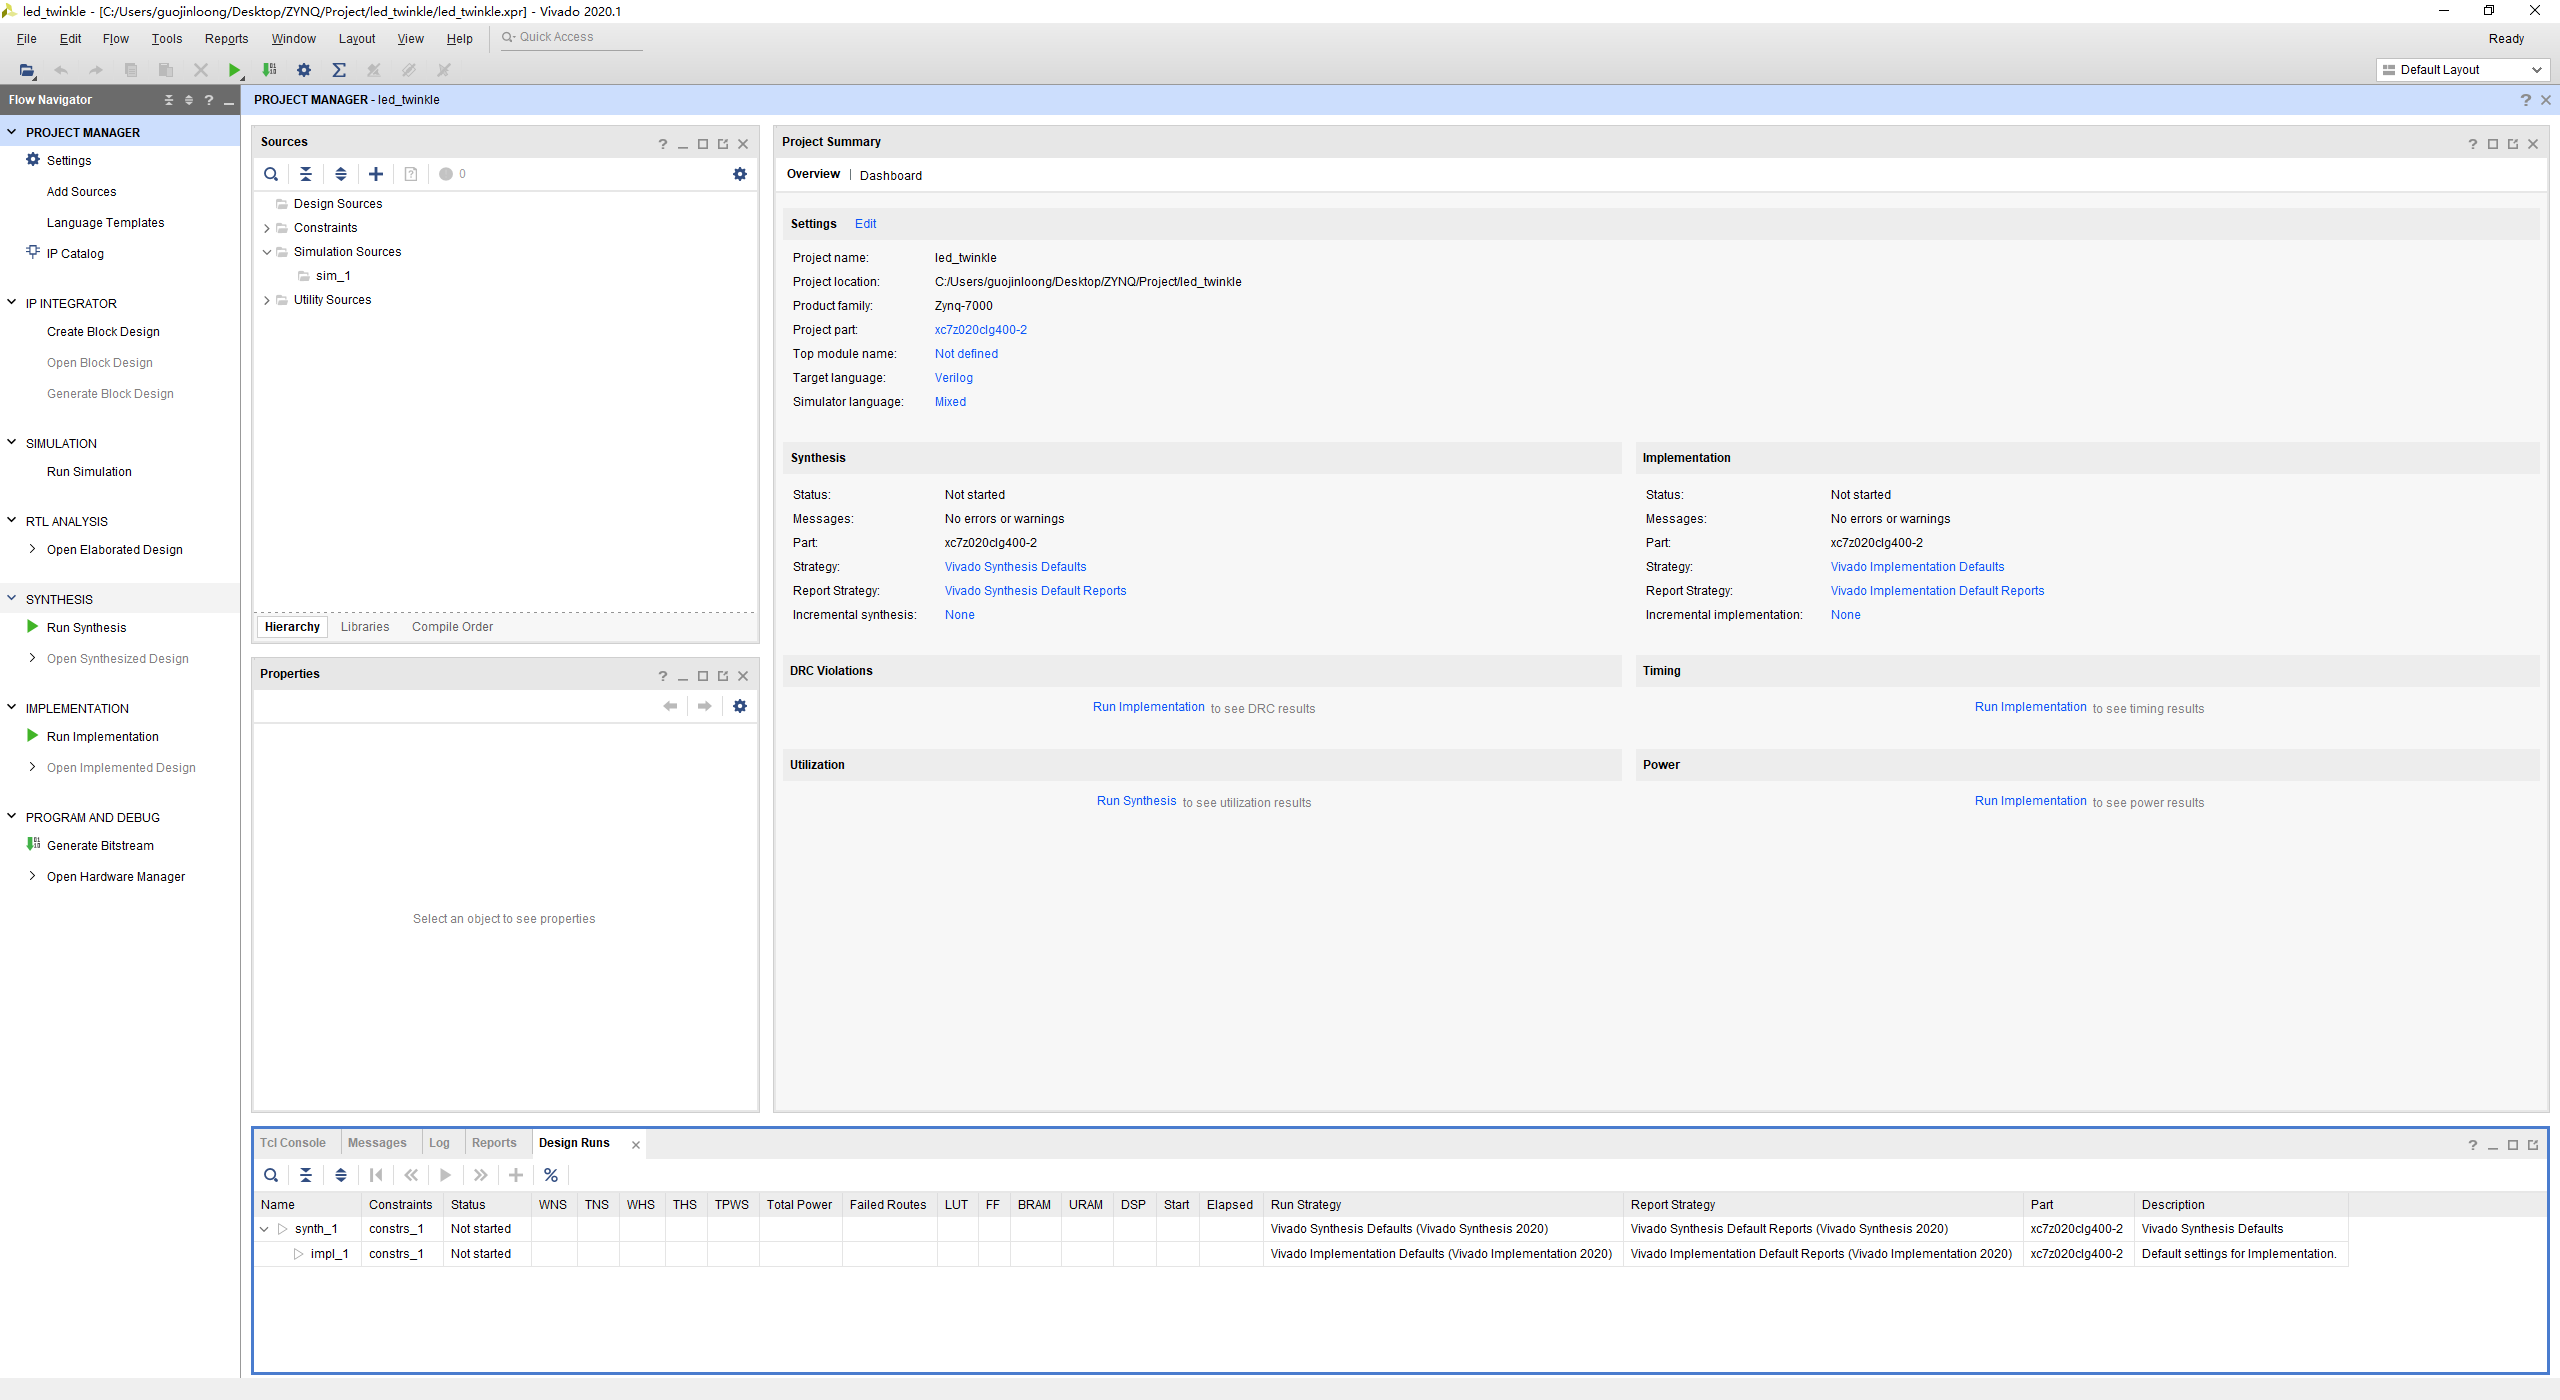 led_twinkle - [C:/Users/guojinloong/Desktop/ZYNQ/Project/led_twinkle/led_twinkle.xpr] - Vivado 2020.1
File Edit Flow Tools Reports Window Layout View Help Quick Access
Ready
Default Layout
Flow Navigator
PROJECT MANAGER
Settings
Add Sources
Language Templates
IP Catalog
IP INTEGRATOR
Create Block Design
Open Block Design
Generate Block Design
SIMULATION
Run Simulation
RTL ANALYSIS
Open Elaborated Design
SYNTHESIS
Run Synthesis
Open Synthesized Design
IMPLEMENTATION
Run Implementation
Open Implemented Design
PROGRAM AND DEBUG
Generate Bitstream
Open Hardware Manager
PROJECT MANAGER - led_twinkle
Sources
0
Design Sources
Constraints
Simulation Sources
sim_1
Utility Sources
Hierarchy Libraries Compile Order
Properties
Select an object to see properties
Project Summary
Overview | Dashboard
Settings Edit
Project name: led_twinkle
Project location: C:/Users/guojinloong/Desktop/ZYNQ/Project/led_twinkle
Product family: Zynq-7000
Project part: xc7z020clg400-2
Top module name: Not defined
Target language: Verilog
Simulator language: Mixed
Synthesis
Status: Not started
Messages: No errors or warnings
Part: xc7z020clg400-2
Strategy: Vivado Synthesis Defaults
Report Strategy: Vivado Synthesis Default Reports
Incremental synthesis: None
Implementation
Status: Not started
Messages: No errors or warnings
Part: xc7z020clg400-2
Strategy: Vivado Implementation Defaults
Report Strategy: Vivado Implementation Default Reports
Incremental implementation: None
DRC Violations
Run Implementation to see DRC results
Timing
Run Implementation to see timing results
Utilization
Run Synthesis to see utilization results
Power
Run Implementation to see power results
Tcl Console Messages Log Reports Design Runs
Name Constraints Status WNS TNS WHS THS TPWS Total Power Failed Routes LUT FF BRAM URAM DSP Start Elapsed Run Strategy Report Strategy Part Description
synth_1 constrs_1 Not started Vivado Synthesis Defaults (Vivado Synthesis 2020) Vivado Synthesis Default Reports (Vivado Synthesis 2020) xc7z020clg400-2 Vivado Synthesis Defaults
impl_1 constrs_1 Not started Vivado Implementation Defaults (Vivado Implementation 2020) Vivado Implementation Default Reports (Vivado Implementation 2020) xc7z020clg400-2 Default settings for Implementation.